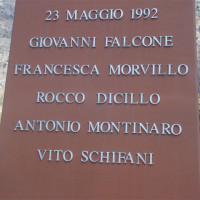 23 MAGGIO 1992
GIOVANNI FALCONE
FRANCESCA MORVILLO
ROCCO DICILLO
ANTONIO MONTINARO
VITO SCHIFANI